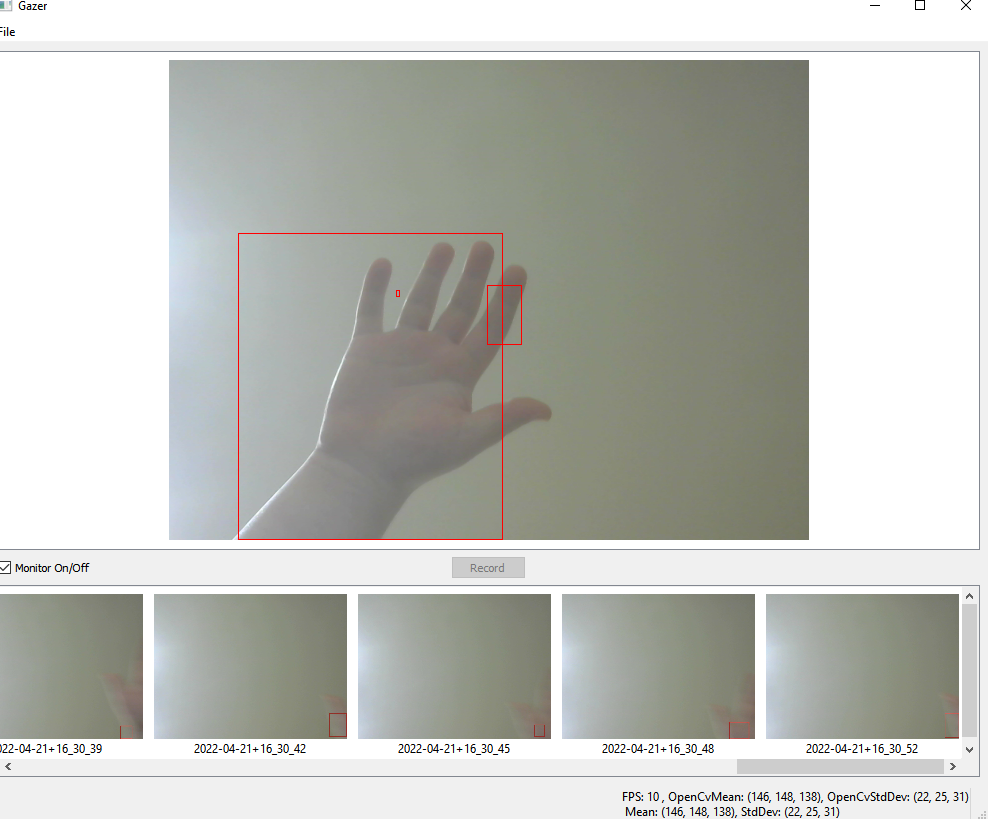 Gazer
File
Monitor On/Off
Record
022-04-21+16_30_39
2022-04-21+16_30_42
2022-04-21+16_30_45
2022-04-21+16_30_48
2022-04-21+16_30_52
FPS: 10 , OpenCvMean: (146, 148, 138), OpenCvStdDev: (22, 25, 31)
Mean: (146, 148, 138), StdDev: (22, 25, 31)